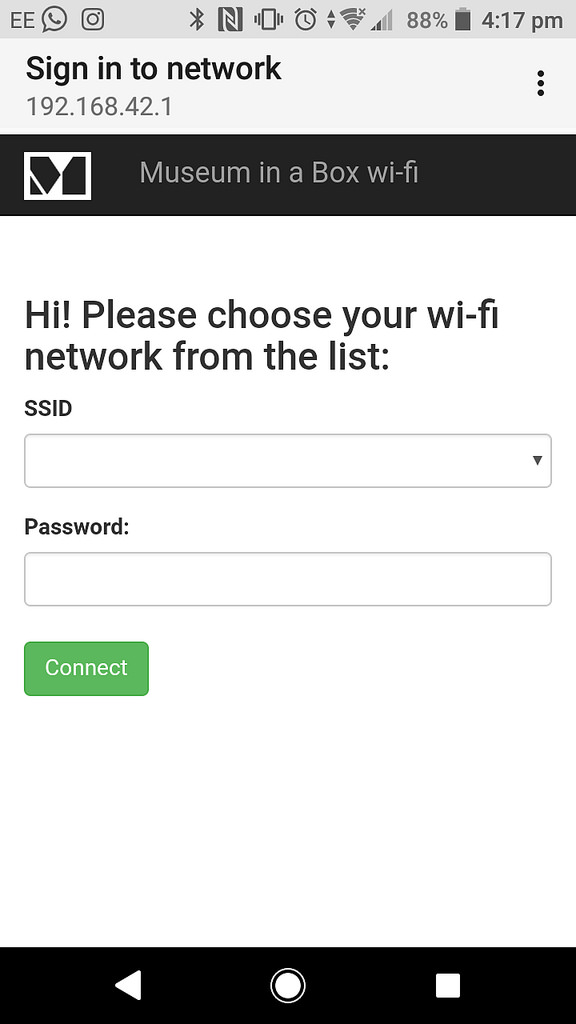 EE 88% 4:17 pm
Sign in to network
192.168.42.1
Museum in a Box wi-fi
Hi! Please choose your wi-fi
network from the list:
SSID
Password:
Connect